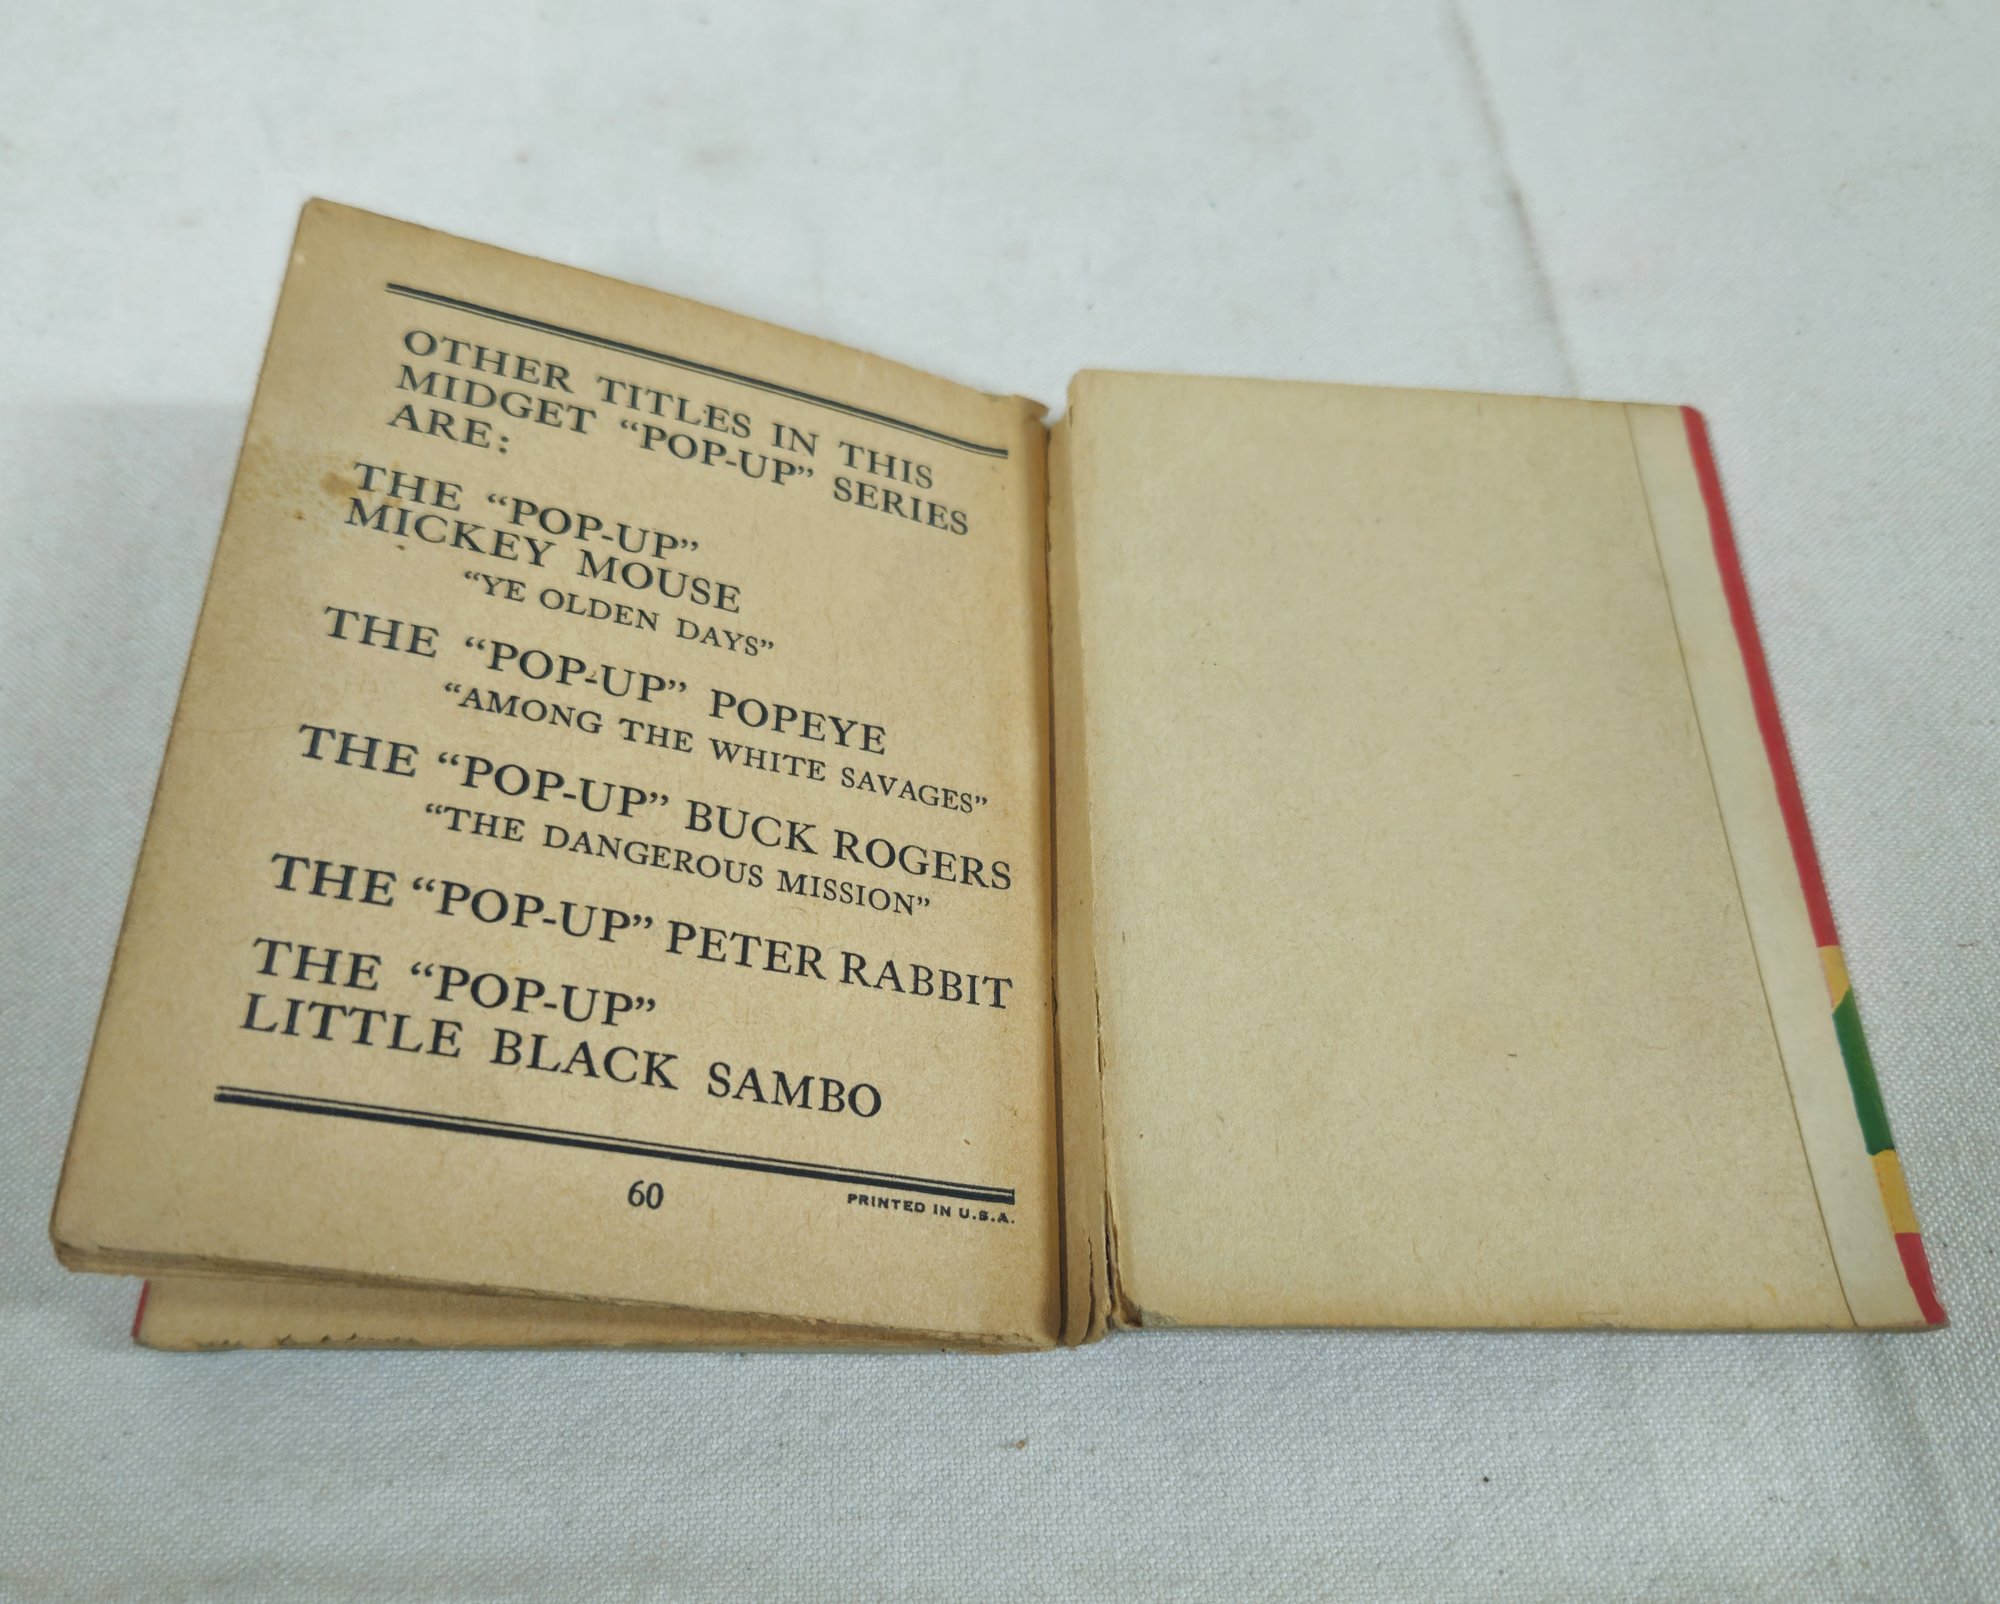 OTHER TITLES IN THIS
MIDGET “POP-UP” SERIES
ARE:
THE “POP-UP”
MICKEY MOUSE
“YE OLDEN DAYS”
THE “POP-UP” POPEYE
“AMONG THE WHITE SAVAGES”
THE “POP-UP” BUCK ROGERS
“THE DANGEROUS MISSION”
THE “POP-UP” PETER RABBIT
THE “POP-UP”
LITTLE BLACK SAMBO
60
PRINTED IN U.S.A.